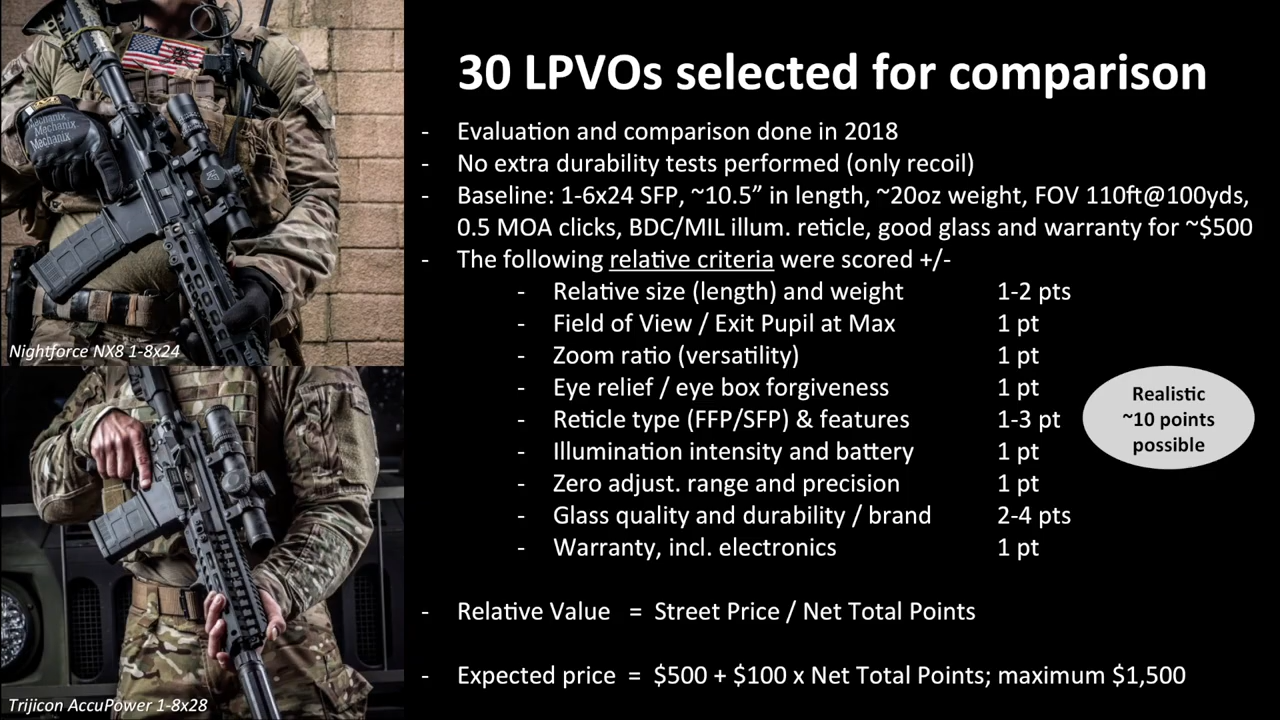 30 LPVOs selected for comparison
- Evaluation and comparison done in 2018
- No extra durability tests performed (only recoil)
- Baseline: 1-6x24 SFP, ~10.5” in length, ~20oz weight, FOV 110ft@100yds,
0.5 MOA clicks, BDC/MIL illum. reticle, good glass and warranty for ~$500
- The following relative criteria were scored +/-
- Relative size (length) and weight 1-2 pts
- Field of View / Exit Pupil at Max 1 pt
- Zoom ratio (versatility) 1 pt
- Eye relief / eye box forgiveness 1 pt
- Reticle type (FFP/SFP) & features 1-3 pt
- Illumination intensity and battery 1 pt
- Zero adjust. range and precision 1 pt
- Glass quality and durability / brand 2-4 pts
- Warranty, incl. electronics 1 pt
Realistic
~10 points
possible
- Relative Value = Street Price / Net Total Points
- Expected price = $500 + $100 x Net Total Points; maximum $1,500
Mechanix
Mechanix
Mechanix
Nightforce NX8 1-8x24
Trijicon AccuPower 1-8x28